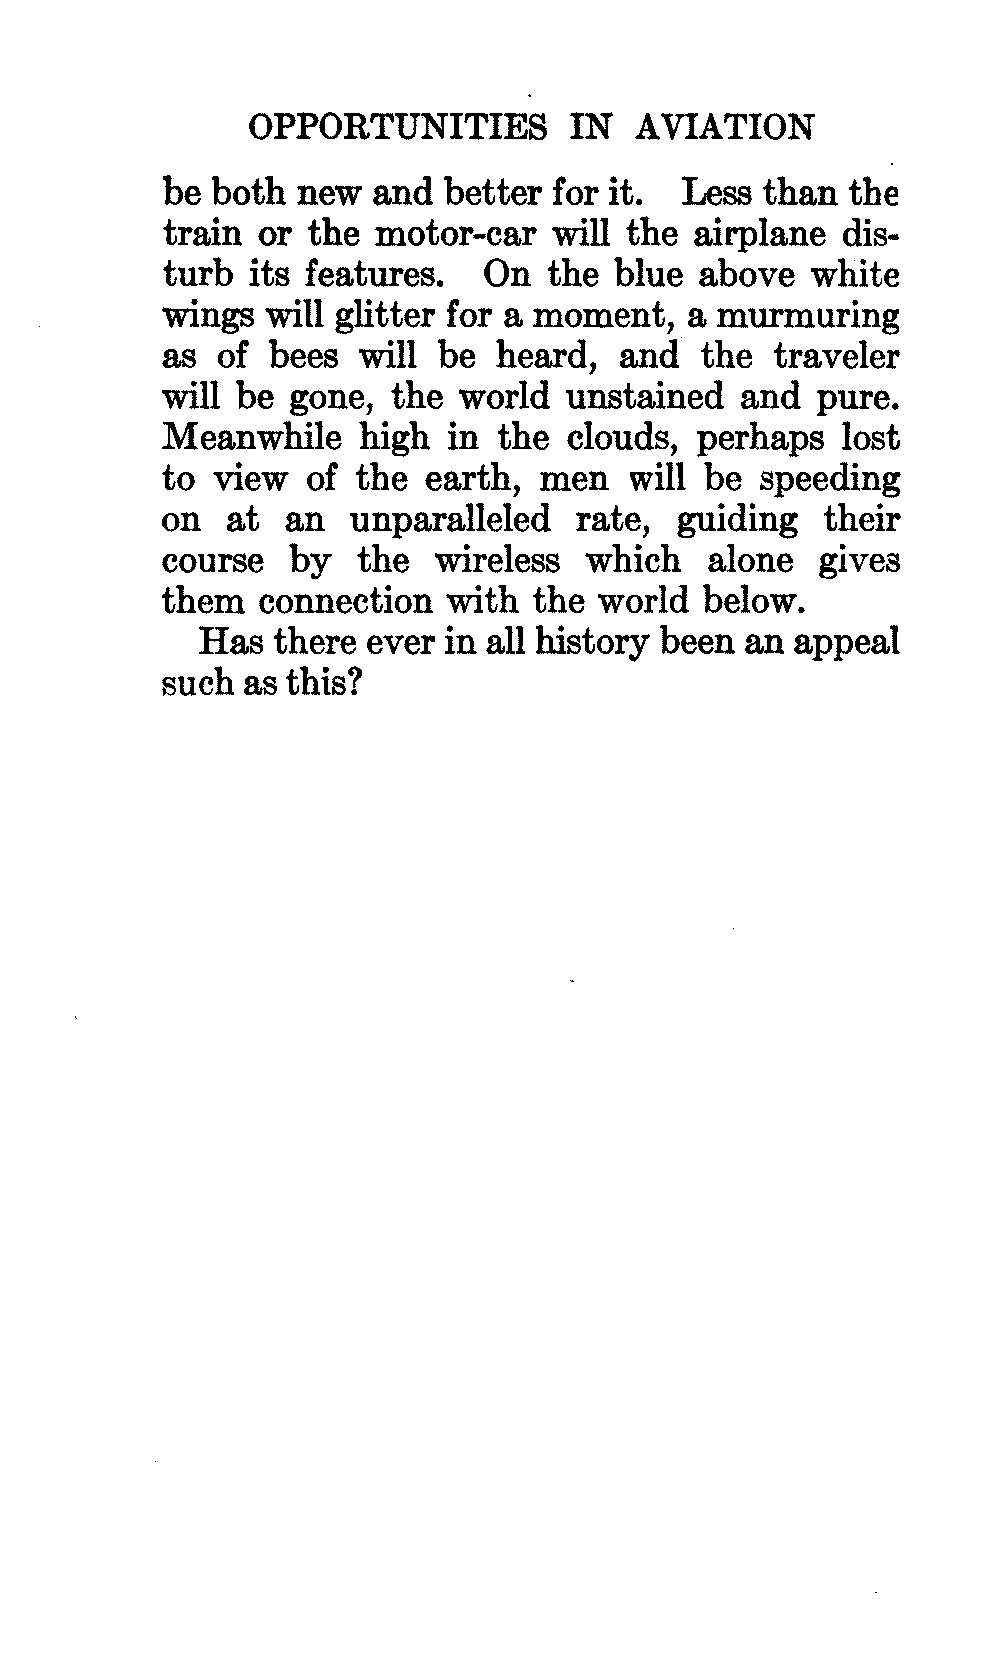 OPPORTUNITIES IN AVIATION
be both new and better for it. Less than the
train or the motor-car will the airplane dis-
turb its features. On the blue above white
wings will glitter for a moment, a murmuring
as of bees will be heard, and the traveler
will be gone, the world unstained and pure.
Meanwhile high in the clouds, perhaps lost
to view of the earth, men will be speeding
on at an unparalleled rate, guiding their
course by the wireless which alone gives
them connection with the world below.
Has there ever in all history been an appeal
such as this?